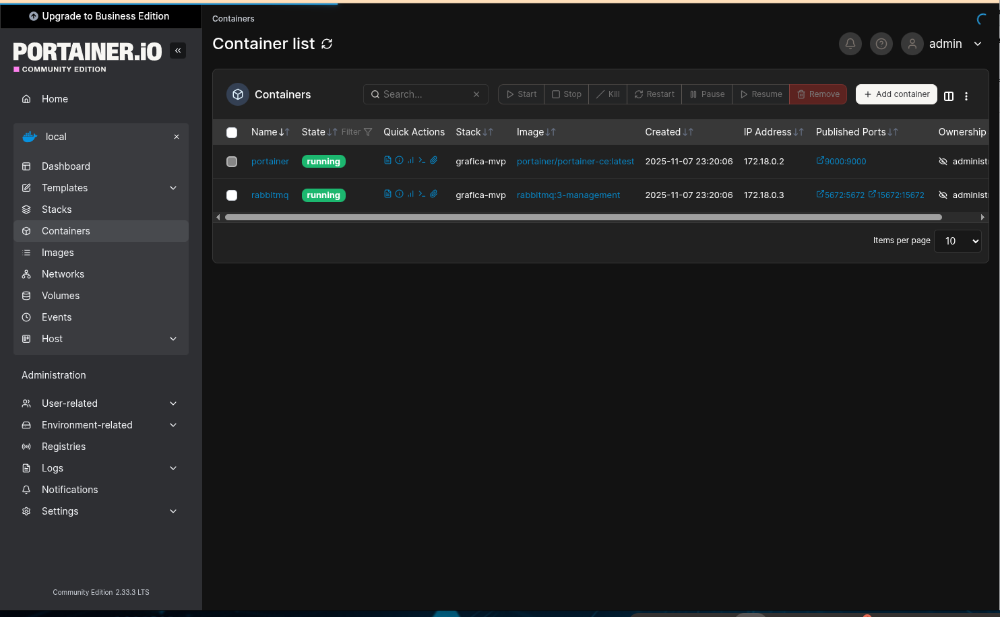 Upgrade to Business Edition
PORTAINER.iO
COMMUNITY EDITION
Home
local
Dashboard
Templates
Stacks
Containers
Images
Networks
Volumes
Events
Host
Administration
User-related
Environment-related
Registries
Logs
Notifications
Settings
Community Edition 2.33.3 LTS
Containers
Container list
admin
Containers Search... Start Stop Kill Restart Pause Resume Remove Add container
Name State Filter Quick Actions Stack Image Created IP Address Published Ports Ownership
portainer running grafica-mvp portainer/portainer-ce:latest 2025-11-07 23:20:06 172.18.0.2 9000:9000 administ
rabbitmq running grafica-mvp rabbitmq:3-management 2025-11-07 23:20:06 172.18.0.3 5672:5672 15672:15672 administ
Items per page 10